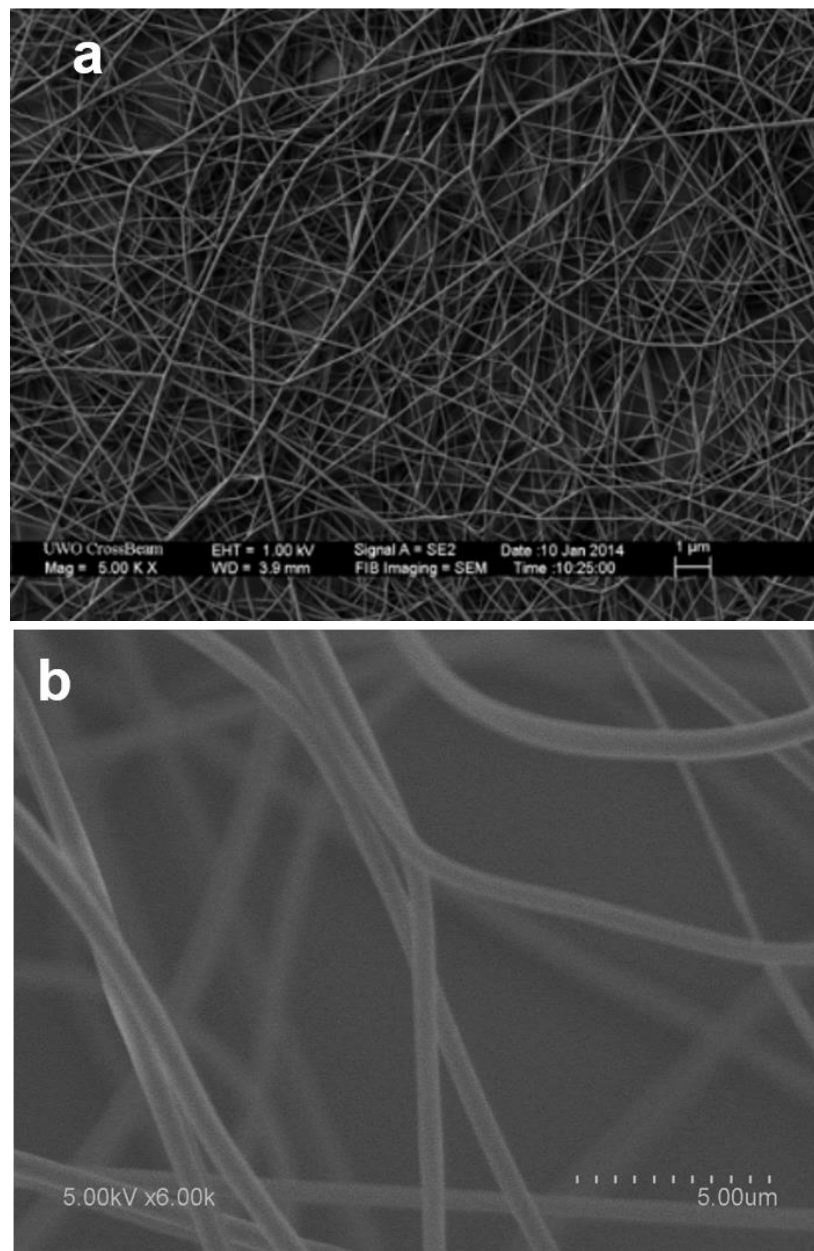 a
UWO CrossBeam EHT = 1.00 kV Signal A = SE2 Date :10 Jan 2014 1 µm
Mag = 5.00 K X WD = 3.9 mm FIB Imaging = SEM Time :10:25:00
b
5.00kV x6.00k 5.00um